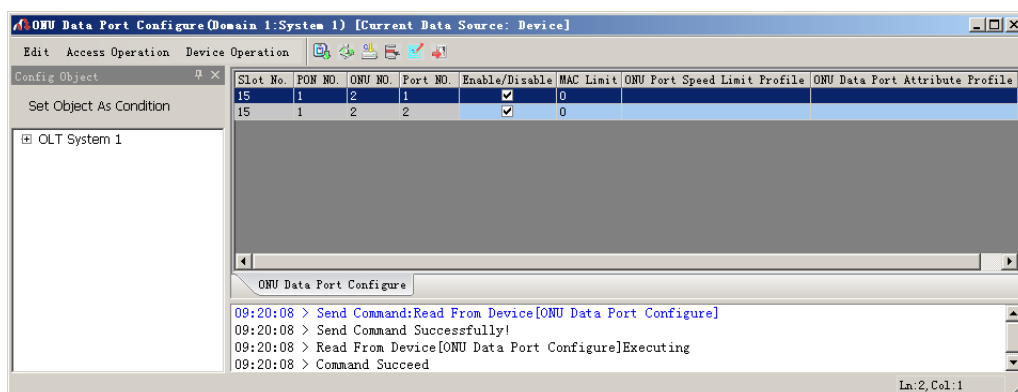 ONU Data Port Configure(Domain 1:System 1) [Current Data Source: Device]
Edit Access Operation Device Operation
Config Object
Set Object As Condition
OLT System 1
Slot No. PON NO. ONU NO. Port NO. Enable/Disable MAC Limit ONU Port Speed Limit Profile ONU Data Port Attribute Profile
15 1 2 1 0
15 1 2 2 0
ONU Data Port Configure
09:20:08 > Send Command:Read From Device[ONU Data Port Configure]
09:20:08 > Send Command Successfully!
09:20:08 > Read From Device[ONU Data Port Configure]Executing
09:20:08 > Command Succeed
Ln:2,Col:1